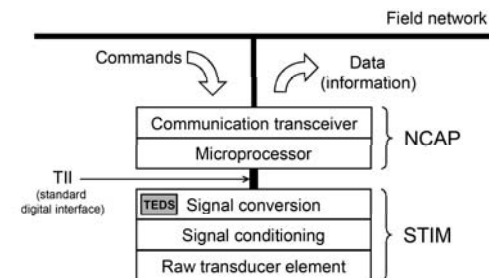 Field network
Commands
Data
(information)
Communication transceiver
Microprocessor
NCAP
TII
(standard
digital interface)
TEDS Signal conversion
Signal conditioning
Raw transducer element
STIM